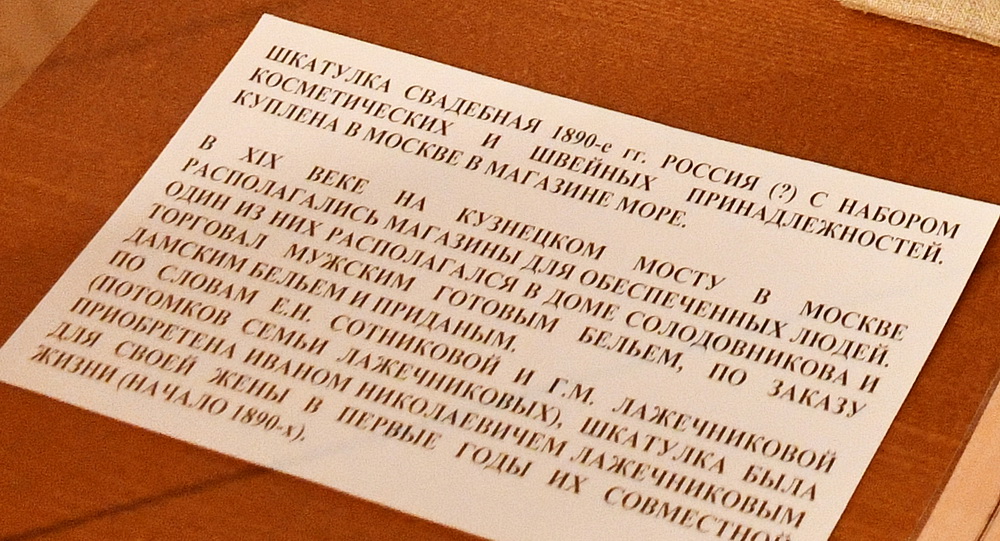 ШКАТУЛКА СВАДЕБНАЯ 1890-е гг. РОССИЯ (?) С НАБОРОМ
КОСМЕТИЧЕСКИХ И ШВЕЙНЫХ ПРИНАДЛЕЖНОСТЕЙ.
КУПЛЕНА В МОСКВЕ В МАГАЗИНЕ МОРЕ.
В XIX ВЕКЕ НА КУЗНЕЦКОМ МОСТУ В МОСКВЕ
РАСПОЛАГАЛИСЬ МАГАЗИНЫ ДЛЯ ОБЕСПЕЧЕННЫХ ЛЮДЕЙ.
ОДИН ИЗ НИХ РАСПОЛАГАЛСЯ В ДОМЕ СОЛОДОВНИКОВА И
ТОРГОВАЛ МУЖСКИМ ГОТОВЫМ БЕЛЬЕМ, ПО ЗАКАЗУ
ДАМСКИМ БЕЛЬЕМ И ПРИДАНЫМ.
ПО СЛОВАМ Е.Н. СОТНИКОВОЙ И Г.М. ЛАЖЕЧНИКОВОЙ
(ПОТОМКОВ СЕМЬИ ЛАЖЕЧНИКОВЫХ), ШКАТУЛКА БЫЛА
ПРИОБРЕТЕНА ИВАНОМ НИКОЛАЕВИЧЕМ ЛАЖЕЧНИКОВЫМ
ДЛЯ СВОЕЙ ЖЕНЫ В ПЕРВЫЕ ГОДЫ ИХ СОВМЕСТНОЙ
ЖИЗНИ (НАЧАЛО 1890-х).